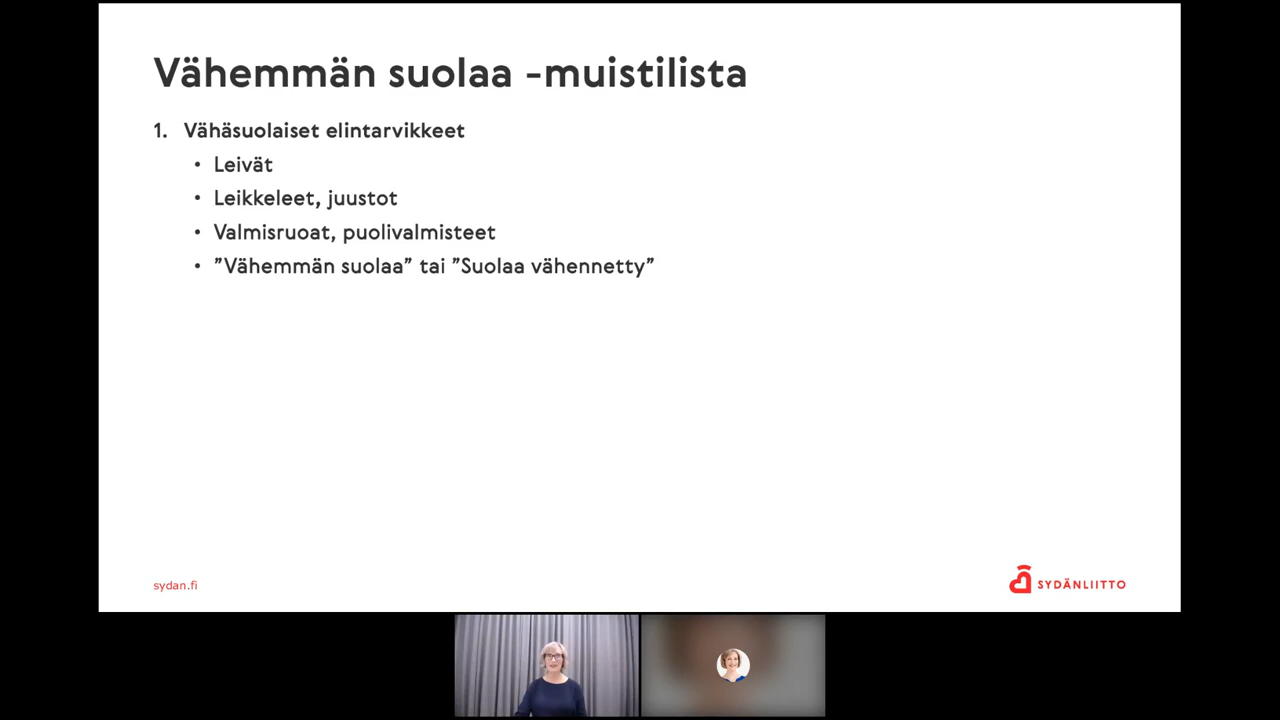 Vähemmän suolaa -muistilista
1. Vähäsuolaiset elintarvikkeet
• Leivät
• Leikkeleet, juustot
• Valmisruoat, puolivalmisteet
• ”Vähemmän suolaa” tai ”Suolaa vähennetty”
sydan.fi
SYDÄNLIITTO